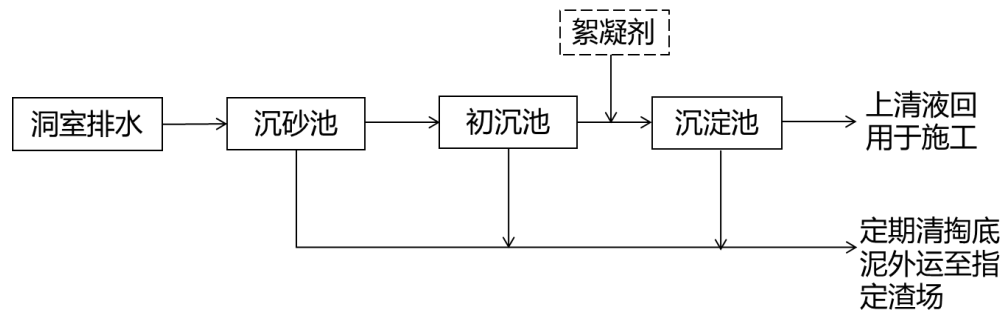 絮凝剂
洞室排水
沉砂池
初沉池
沉淀池
上清液回
用于施工
定期清掏底
泥外运至指
定渣场